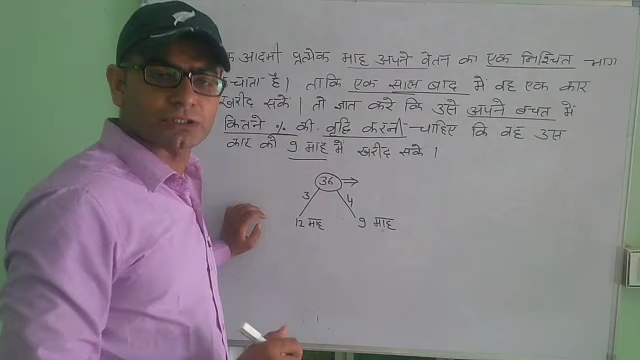 क आदमी प्रत्येक माह अपने वेतन का एक निश्चित भाग
बचाता है। ताकि एक साल बाद में वह एक कार
खरीद सके। तो ज्ञात करे कि उसे अपने बचत में
कितने % की वृद्धि करना चाहिए कि वह उस
कार को 9 माह में खरीद सके।
36 →
3 4
12 माह 9 माह